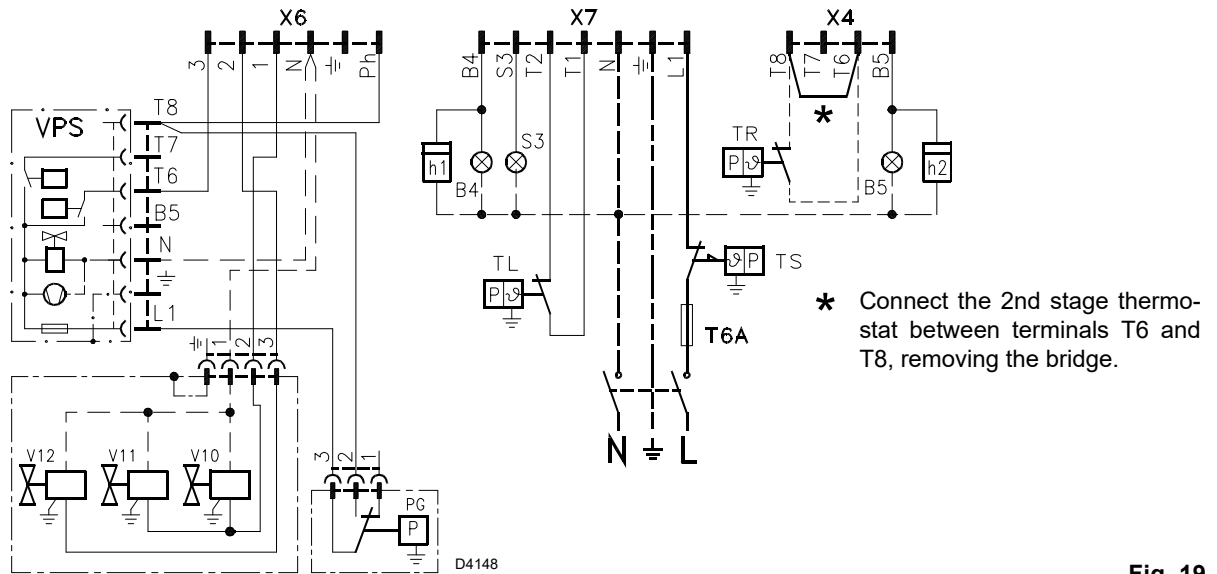 X6 X7 X4
3 2 1 N Ph
B4 S3 T2 T1 N L1
T8 T7 T6 B5
VPS
T8
T7
T6
B5
N
L1
h1
B4
S3
TR
P ϑ
B5
h2
TL
P ϑ
ϑ P TS
T6A
N L
* Connect the 2nd stage thermo-
stat between terminals T6 and
T8, removing the bridge.
*
1 2 3
V12 V11 V10
3 2 1
PG
P
D4148
Fig. 19